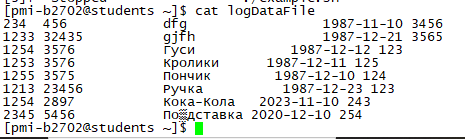 [pmi-b2702@students ~]$ cat logDataFile
234 456 dfg 1987-11-10 3456
1233 32435 gjfh 1987-12-21 3565
1254 3576 Гуси 1987-12-12 123
1253 3576 Кролики 1987-12-11 125
1255 3575 Пончик 1987-12-10 124
1213 23456 Ручка 1987-12-23 123
1254 2897 Кока-Кола 2023-11-10 243
2345 5456 Подставка 2020-12-10 254
[pmi-b2702@students ~]$